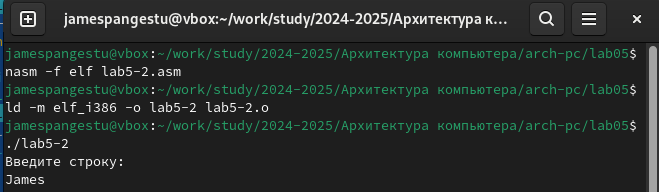 jamespangestu@vbox:~/work/study/2024-2025/Архитектура к...
jamespangestu@vbox:~/work/study/2024-2025/Архитектура компьютера/arch-pc/lab05$
nasm -f elf lab5-2.asm
jamespangestu@vbox:~/work/study/2024-2025/Архитектура компьютера/arch-pc/lab05$
ld -m elf_i386 -o lab5-2 lab5-2.o
jamespangestu@vbox:~/work/study/2024-2025/Архитектура компьютера/arch-pc/lab05$
./lab5-2
Введите строку:
James